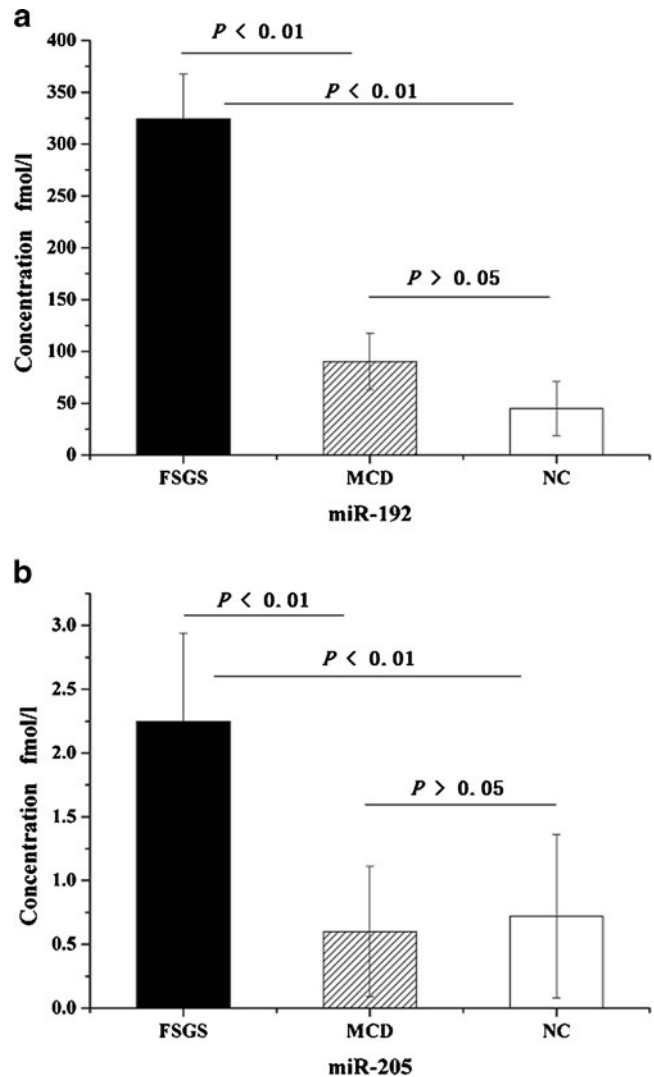 a
P < 0.01
P < 0.01
P > 0.05
Concentration fmol/l
400
350
300
250
200
150
100
50
0
FSGS MCD NC
miR-192
b
P < 0.01
P < 0.01
P > 0.05
Concentration fmol/l
3.0
2.5
2.0
1.5
1.0
0.5
0.0
FSGS MCD NC
miR-205